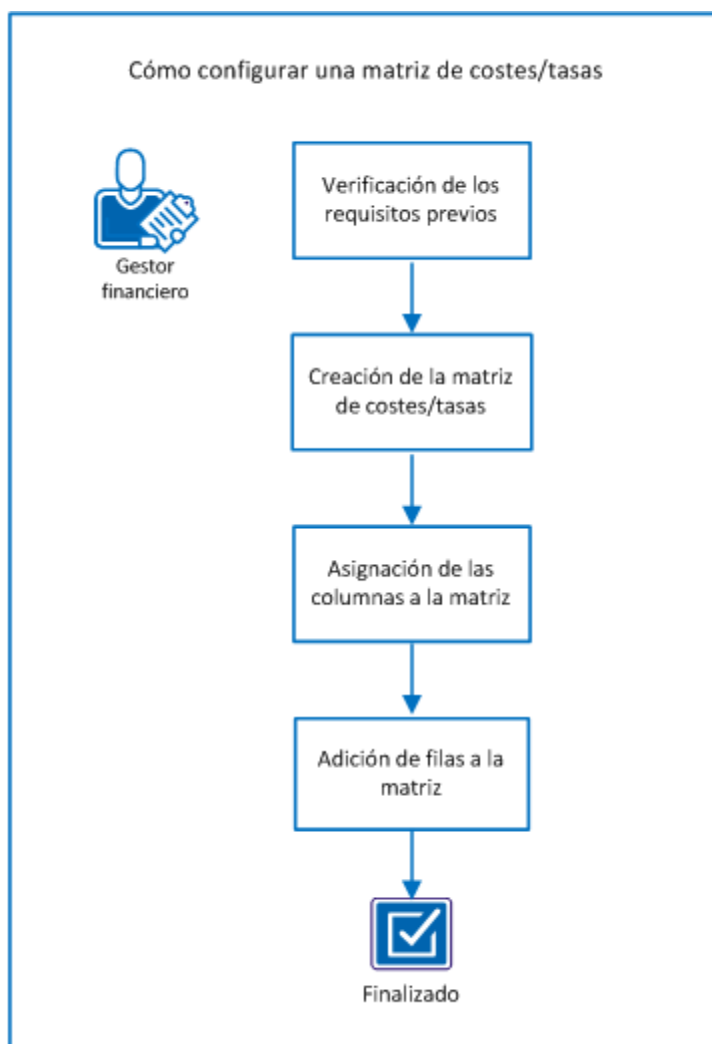 Cómo configurar una matriz de costes/tasas
Gestor
financiero
Verificación de los
requisitos previos
Creación de la matriz
de costes/tasas
Asignación de las
columnas a la matriz
Adición de filas a la
matriz
Finalizado